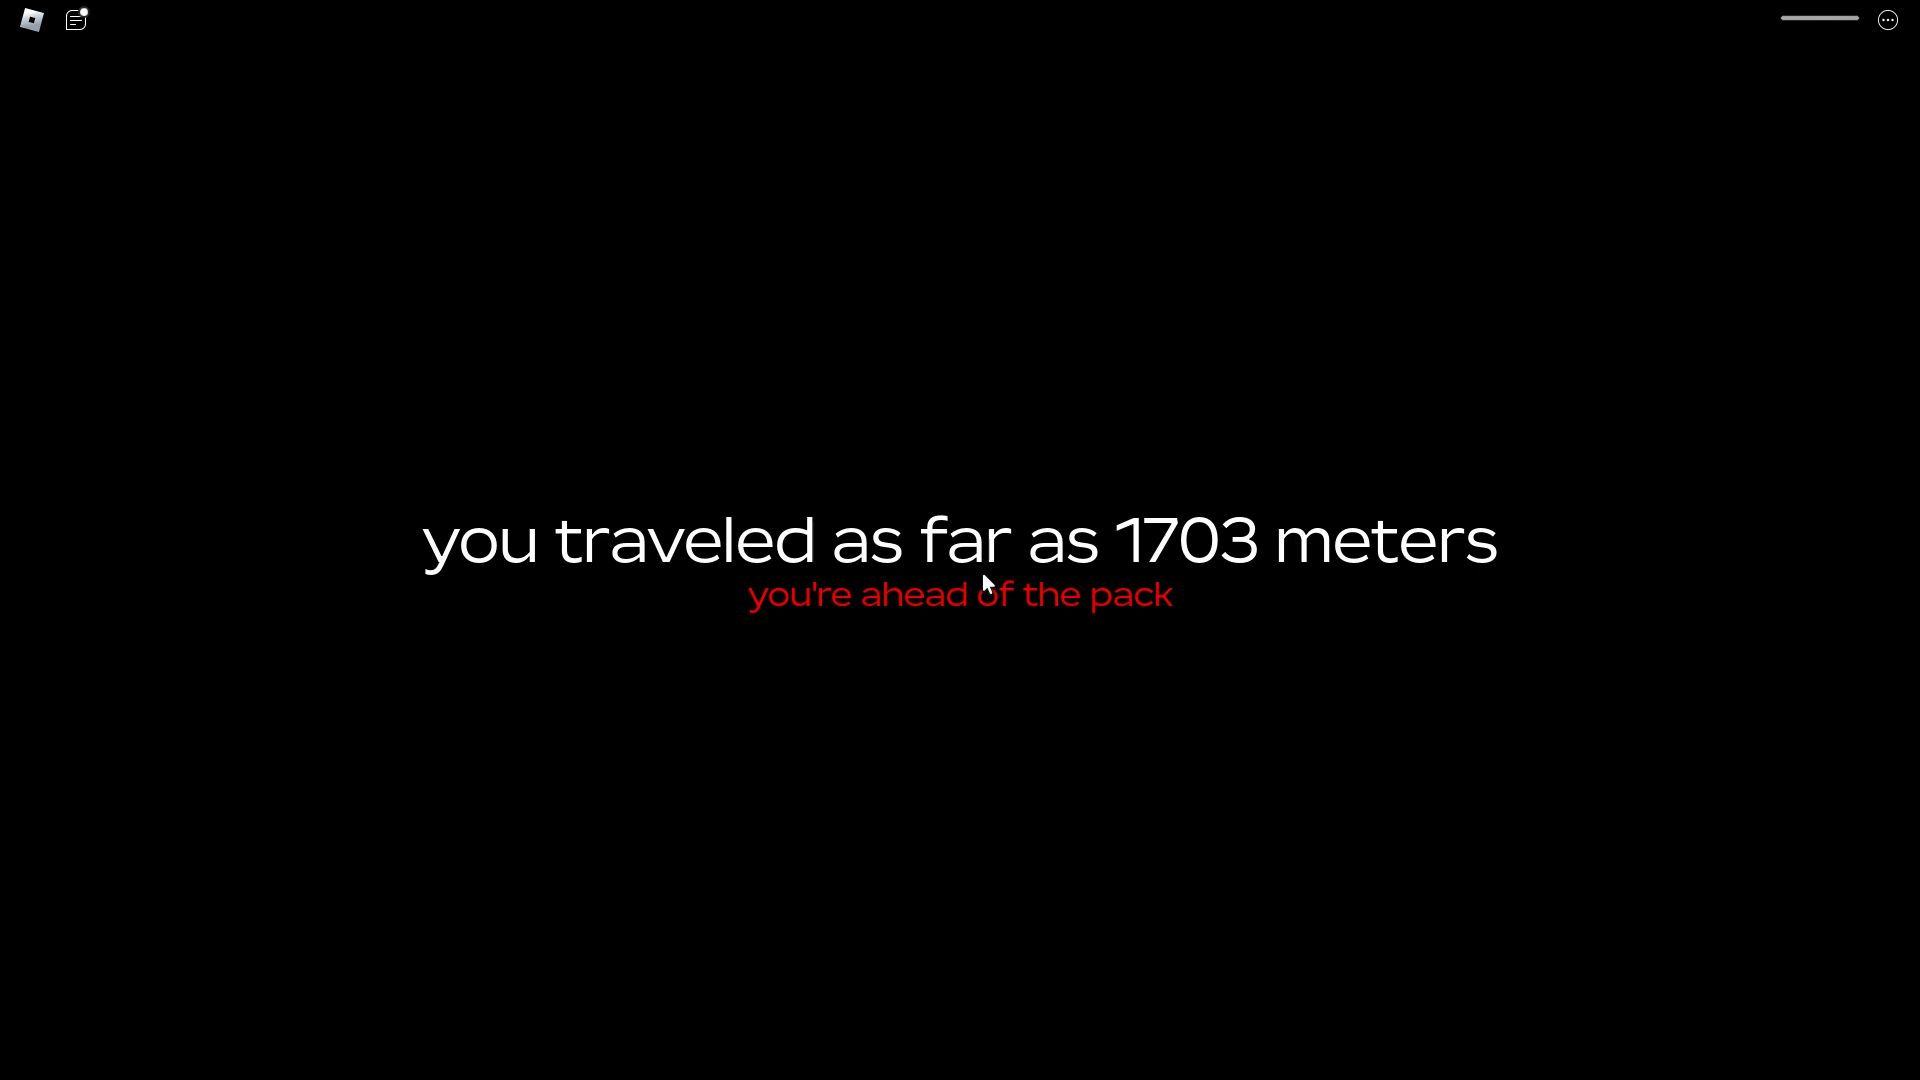 you traveled as far as 1703 meters
you're ahead of the pack